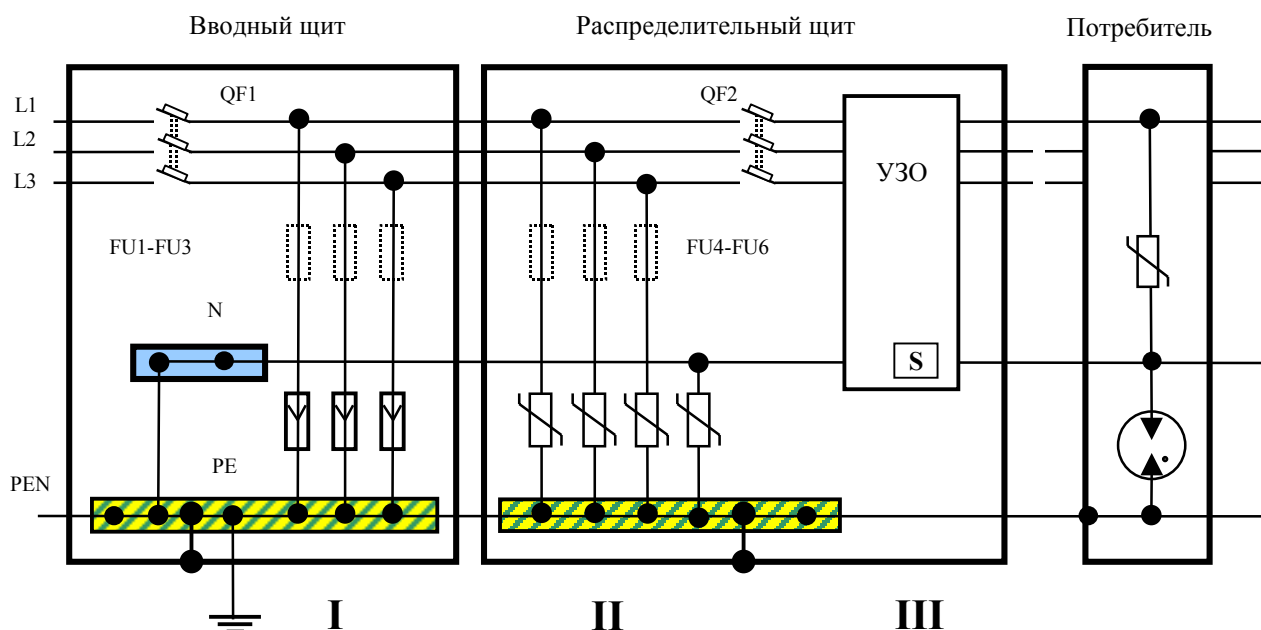 Вводный щит
Распределительный щит
Потребитель
L1
QF1
QF2
L2
L3
УЗО
FU1-FU3
FU4-FU6
N
S
PE
PEN
I
II
III